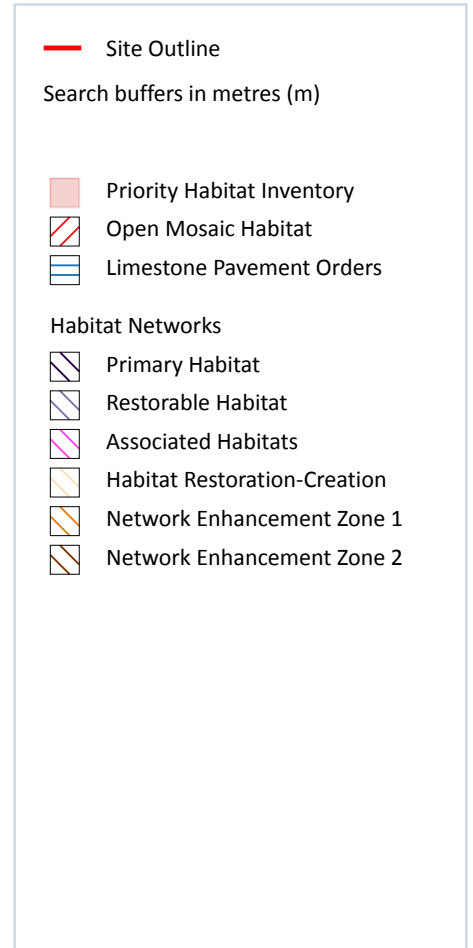 Site Outline
Search buffers in metres (m)
Priority Habitat Inventory
Open Mosaic Habitat
Limestone Pavement Orders
Habitat Networks
Primary Habitat
Restorable Habitat
Associated Habitats
Habitat Restoration-Creation
Network Enhancement Zone 1
Network Enhancement Zone 2